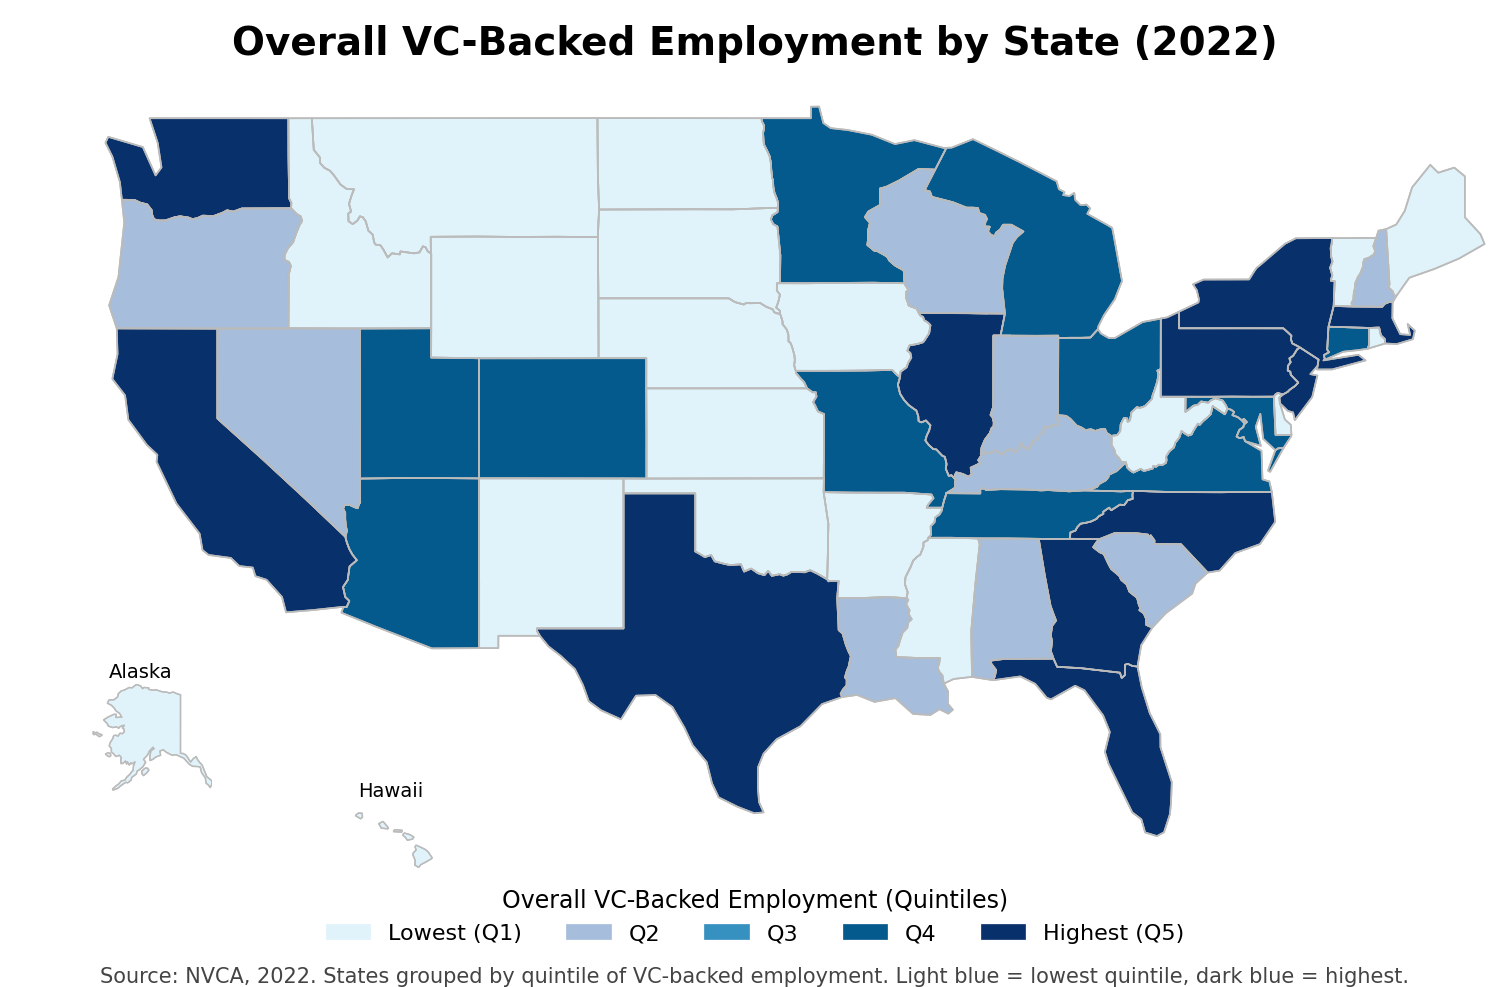 Overall VC-Backed Employment by State (2022)
Alaska
Hawaii
Overall VC-Backed Employment (Quintiles)
Lowest (Q1) Q2 Q3 Q4 Highest (Q5)
Source: NVCA, 2022. States grouped by quintile of VC-backed employment. Light blue = lowest quintile, dark blue = highest.